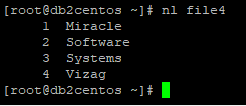 [root@db2centos ~]# nl file4
     1  Miracle
     2  Software
     3  Systems
     4  Vizag
[root@db2centos ~]#